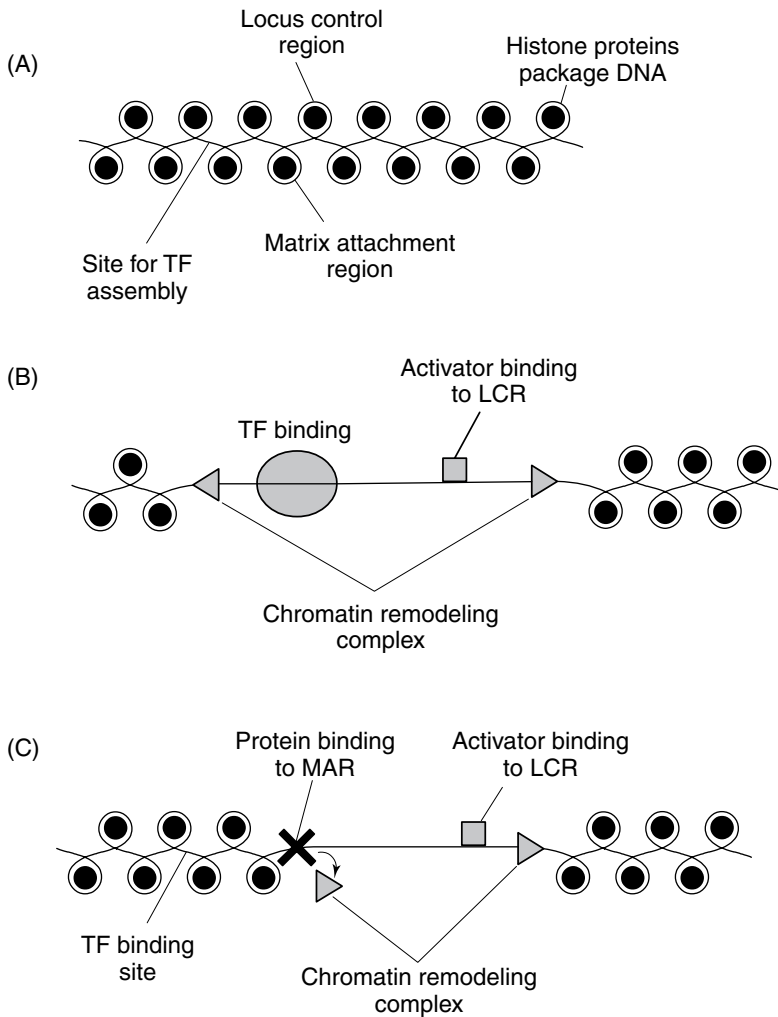 (A)
Locus control
region
Histone proteins
package DNA
Site for TF
assembly
Matrix attachment
region
(B)
TF binding
Activator binding
to LCR
Chromatin remodeling
complex
(C)
Protein binding
to MAR
Activator binding
to LCR
TF binding
site
Chromatin remodeling
complex